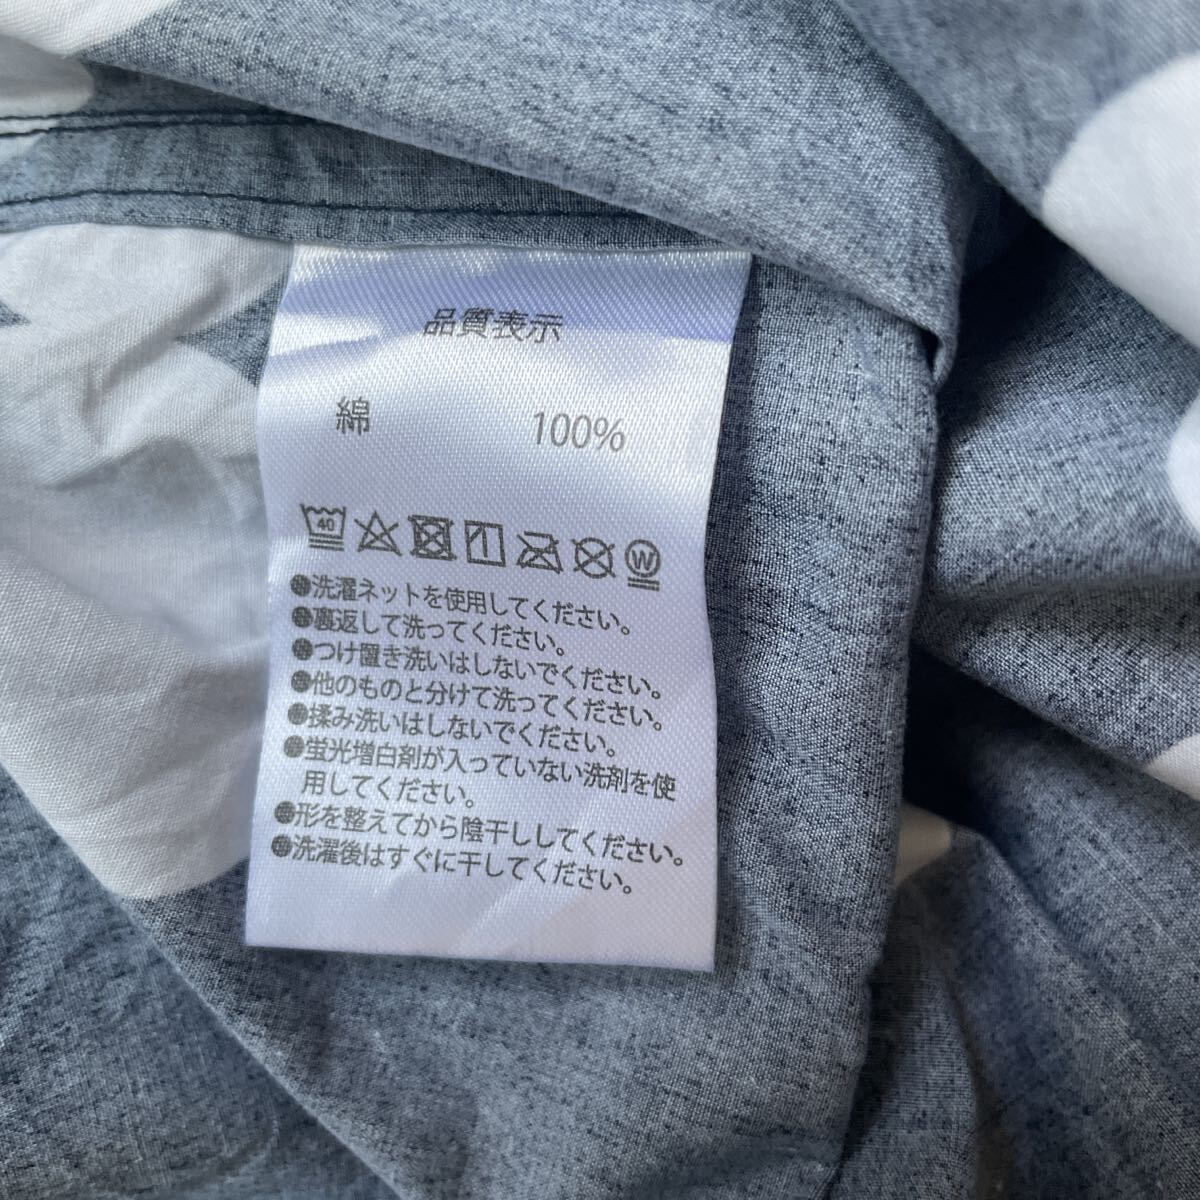 品質表示
綿 100%
40 W
●洗濯ネットを使用してください。
●裏返して洗ってください。
●つけ置き洗いはしないでください。
●他のものと分けて洗ってください。
●揉み洗いはしないでください。
●蛍光増白剤が入っていない洗剤を使
用してください。
●形を整えてから陰干ししてください。
●洗濯後はすぐに干してください。